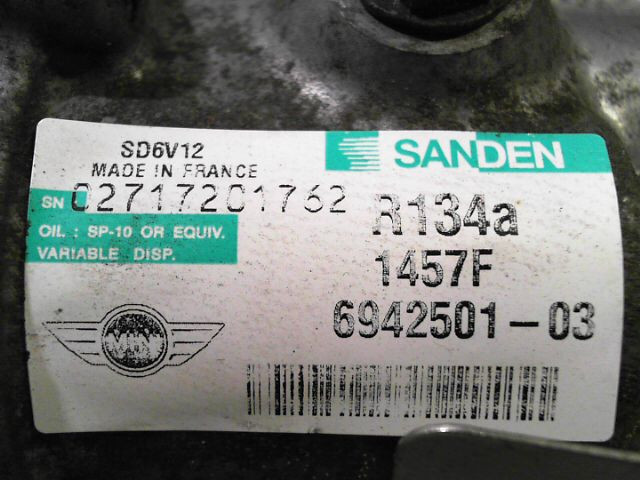 SD6V12
MADE IN FRANCE
SANDEN
SN 02717201762
R134a
OIL : SP-10 OR EQUIV.
VARIABLE DISP.
1457F
6942501-03
MINI